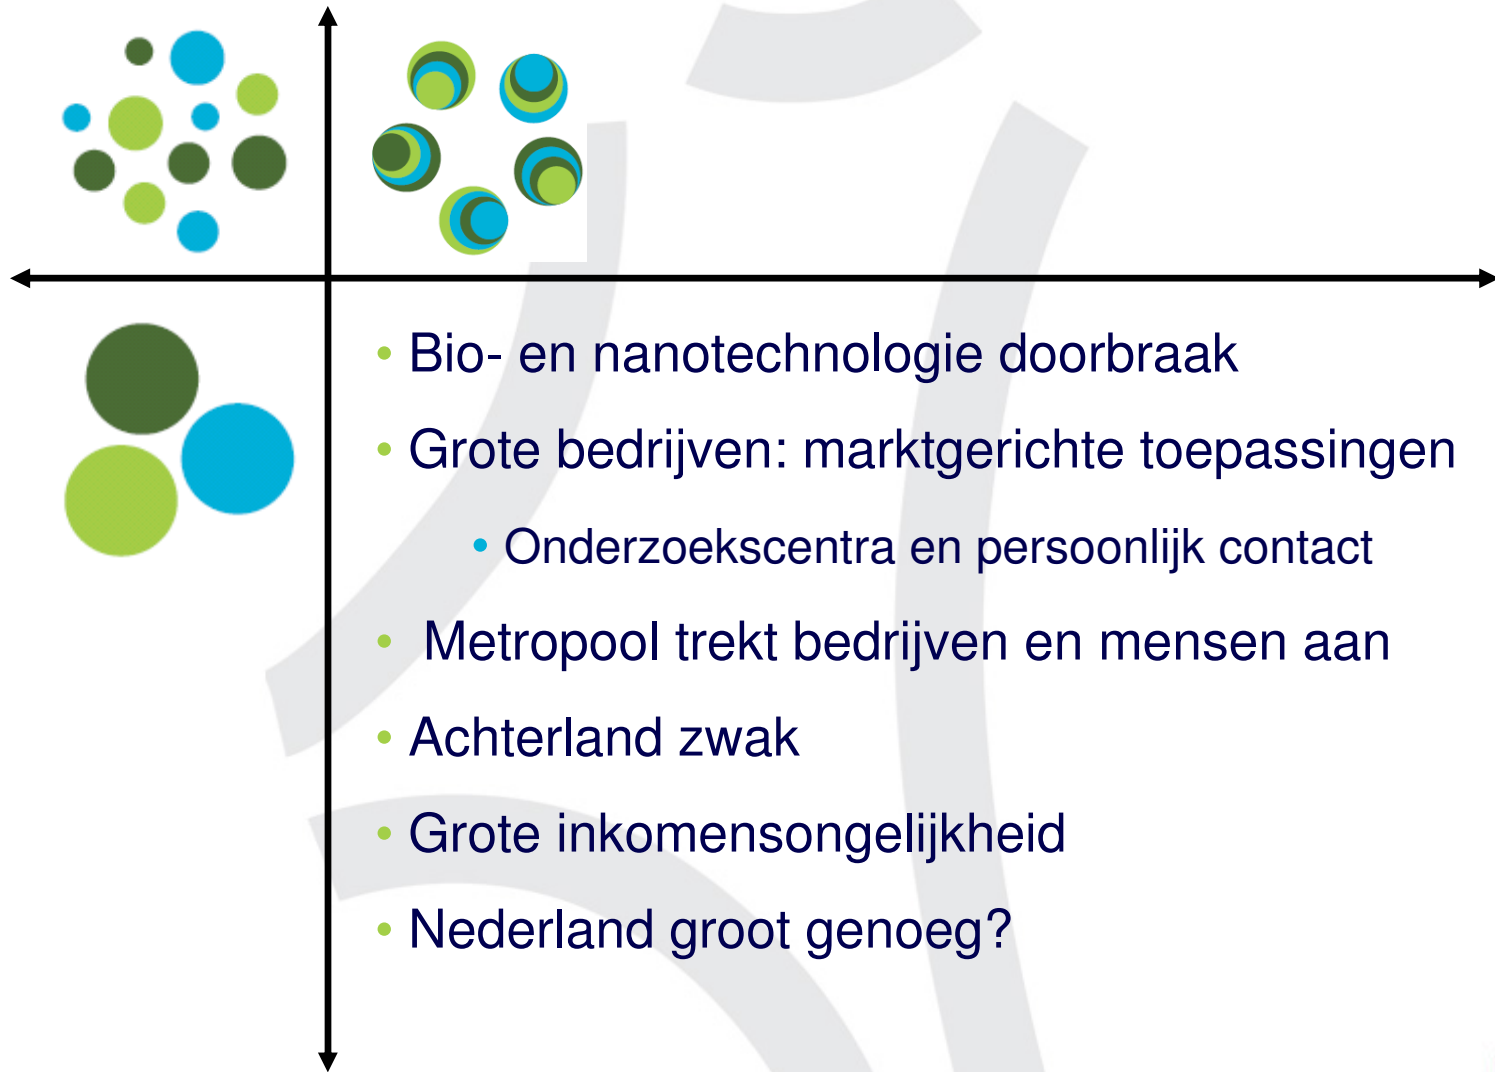 • Bio- en nanotechnologie doorbraak
• Grote bedrijven: marktgerichte toepassingen
• Onderzoekscentra en persoonlijk contact
• Metropool trekt bedrijven en mensen aan
• Achterland zwak
• Grote inkomensongelijkheid
• Nederland groot genoeg?